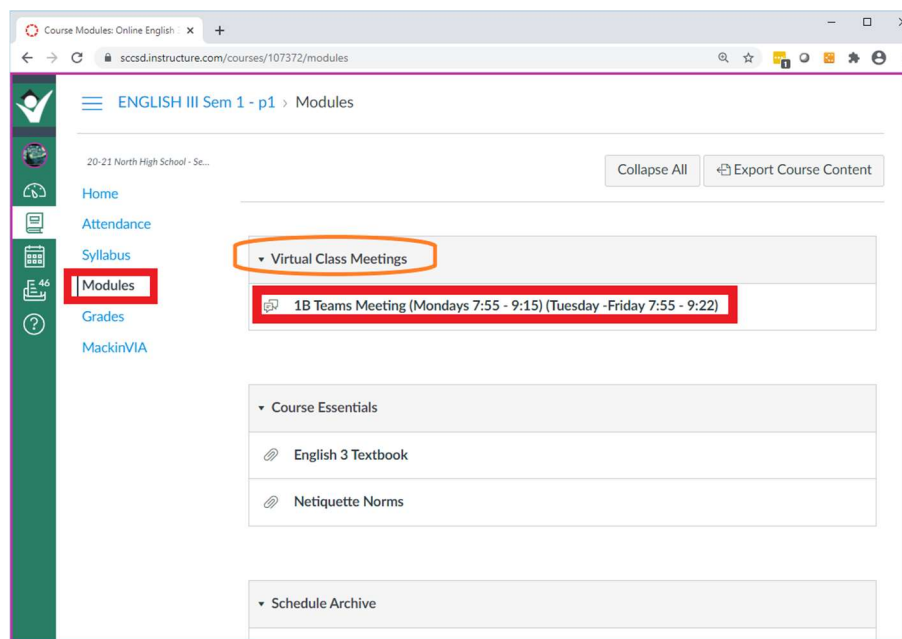 Course Modules: Online English
sccsd.instructure.com/courses/107372/modules
1
ENGLISH III Sem 1 - p1 › Modules
20-21 North High School - Se...
Collapse All
Export Course Content
Home
Attendance
Syllabus
Modules
Grades
MackinVIA
46
Virtual Class Meetings
1B Teams Meeting (Mondays 7:55 - 9:15) (Tuesday -Friday 7:55 - 9:22)
Course Essentials
English 3 Textbook
Netiquette Norms
Schedule Archive